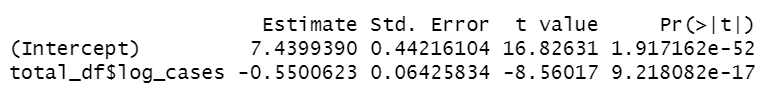 Estimate Std. Error t value Pr(>|t|)
(Intercept) 7.4399390 0.44216104 16.82631 1.917162e-52
total_df$log_cases -0.5500623 0.06425834 -8.56017 9.218082e-17